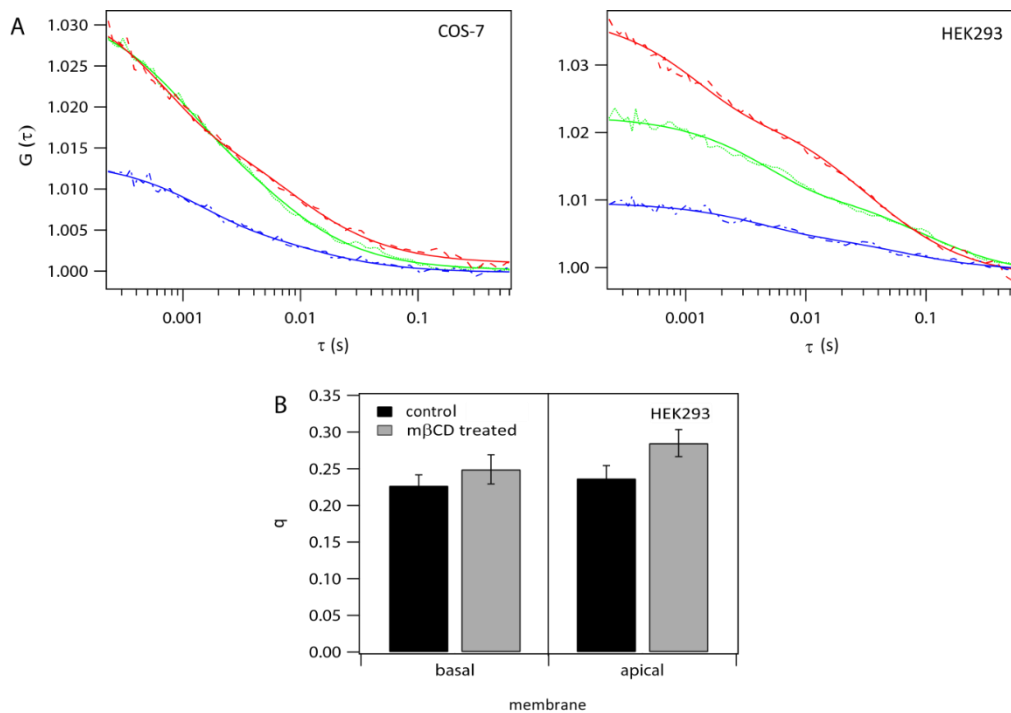 A
COS-7
HEK293
G (τ)
1.030
1.025
1.020
1.015
1.010
1.005
1.000
0.001
0.01
0.1
τ (s)
1.03
1.02
1.01
1.00
0.001
0.01
0.1
τ (s)
B
control
mβCD treated
HEK293
q
0.35
0.30
0.25
0.20
0.15
0.10
0.05
0.00
basal
apical
membrane